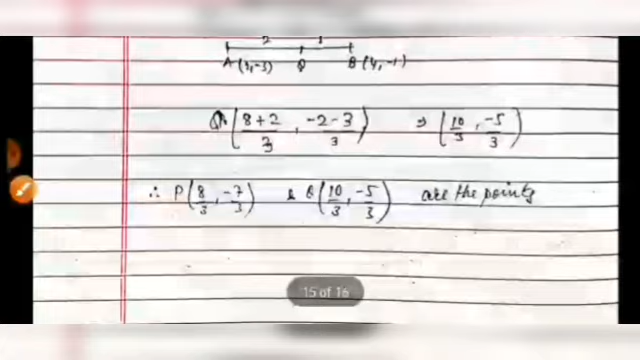 2 1
A (2,-3) Q B (4,-1)
Q (8+2/3, -2-3/3) ⇒ (10/3, -5/3)
∴ P(8/3, -7/3) & Q(10/3, -5/3) are the points
15 of 16